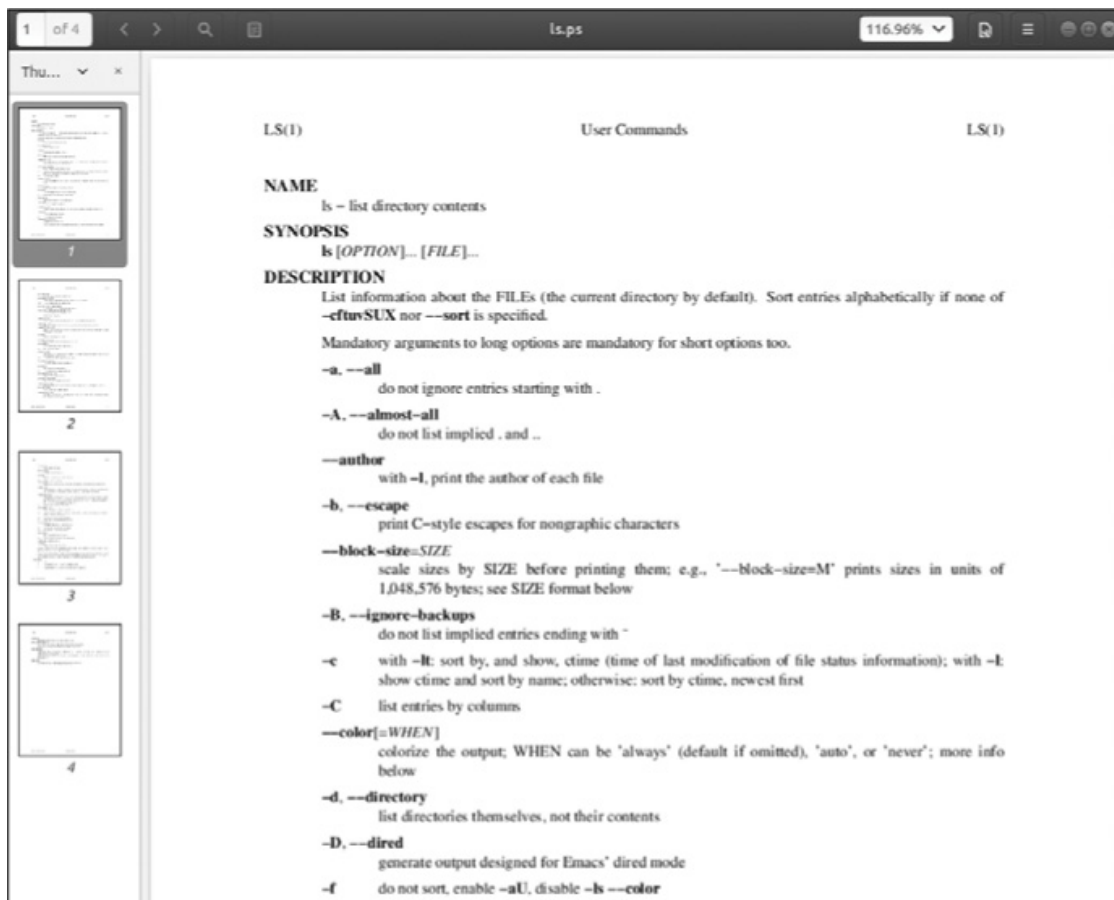 1 of 4
ls.ps
116.96%
Thu...
1
2
3
4
LS(1) User Commands LS(1)
NAME
ls − list directory contents
SYNOPSIS
ls [OPTION]... [FILE]...
DESCRIPTION
List information about the FILEs (the current directory by default). Sort entries alphabetically if none of
−cftuvSUX nor −−sort is specified.
Mandatory arguments to long options are mandatory for short options too.
−a, −−all
do not ignore entries starting with .
−A, −−almost−all
do not list implied . and ..
−−author
with −l, print the author of each file
−b, −−escape
print C−style escapes for nongraphic characters
−−block−size=SIZE
scale sizes by SIZE before printing them; e.g., '−−block−size=M' prints sizes in units of
1,048,576 bytes; see SIZE format below
−B, −−ignore−backups
do not list implied entries ending with ~
−c with −lt: sort by, and show, ctime (time of last modification of file status information); with −l:
show ctime and sort by name; otherwise: sort by ctime, newest first
−C list entries by columns
−−color[=WHEN]
colorize the output; WHEN can be 'always' (default if omitted), 'auto', or 'never'; more info
below
−d, −−directory
list directories themselves, not their contents
−D, −−dired
generate output designed for Emacs' dired mode
−f do not sort, enable −aU, disable −ls −−color